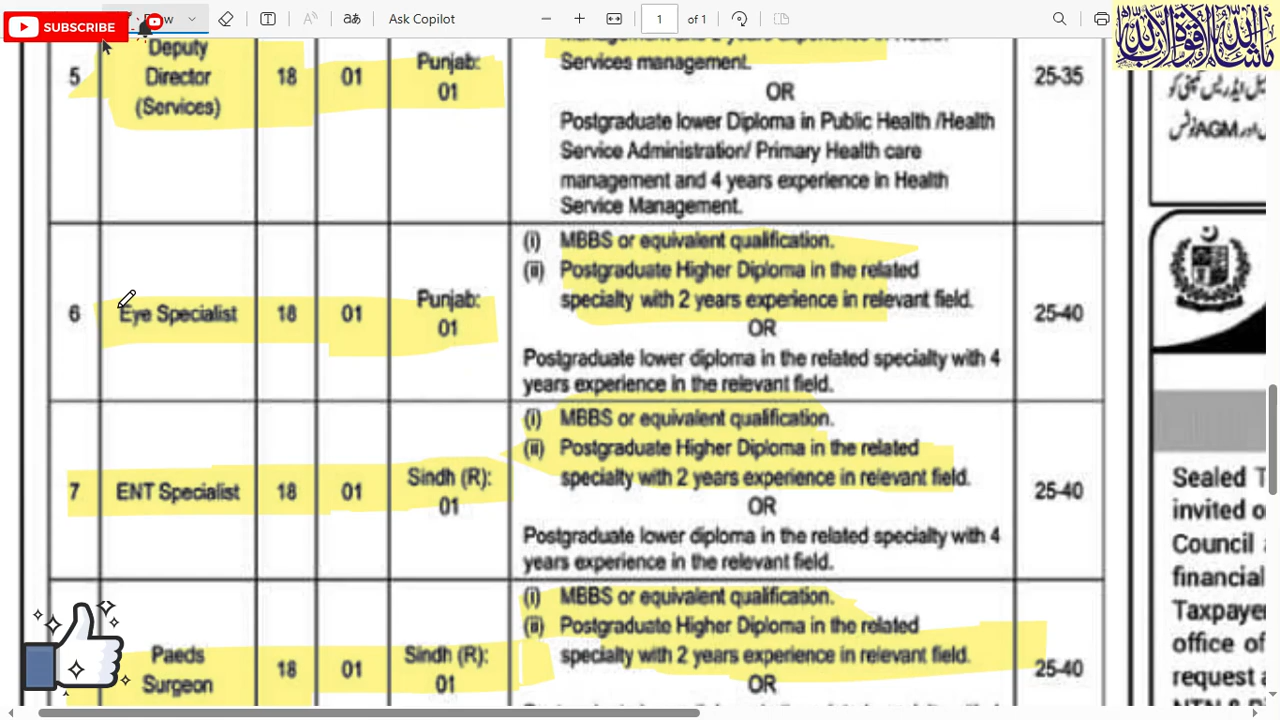 SUBSCRIBE
Ask Copilot
1
of 1
5
Deputy
Director
(Services)
18
01
Punjab:
01
Services management.
OR
Postgraduate lower Diploma in Public Health /Health
Service Administration/ Primary Health care
management and 4 years experience in Health
Service Management.
25-35
6
Eye Specialist
18
01
Punjab:
01
(i) MBBS or equivalent qualification.
(ii) Postgraduate Higher Diploma in the related
specialty with 2 years experience in relevant field.
OR
Postgraduate lower diploma in the related specialty with 4
years experience in the relevant field.
25-40
7
ENT Specialist
18
01
Sindh (R):
01
(i) MBBS or equivalent qualification.
(ii) Postgraduate Higher Diploma in the related
specialty with 2 years experience in relevant field.
OR
Postgraduate lower diploma in the related specialty with 4
years experience in the relevant field.
25-40
Paeds
Surgeon
18
01
Sindh (R):
01
(i) MBBS or equivalent qualification.
(ii) Postgraduate Higher Diploma in the related
specialty with 2 years experience in relevant field.
OR
25-40
ایڈریس کمپنی کو
اور AGM نوٹس
Sealed T
invited o
Council a
financial
Taxpaye
office of
request a